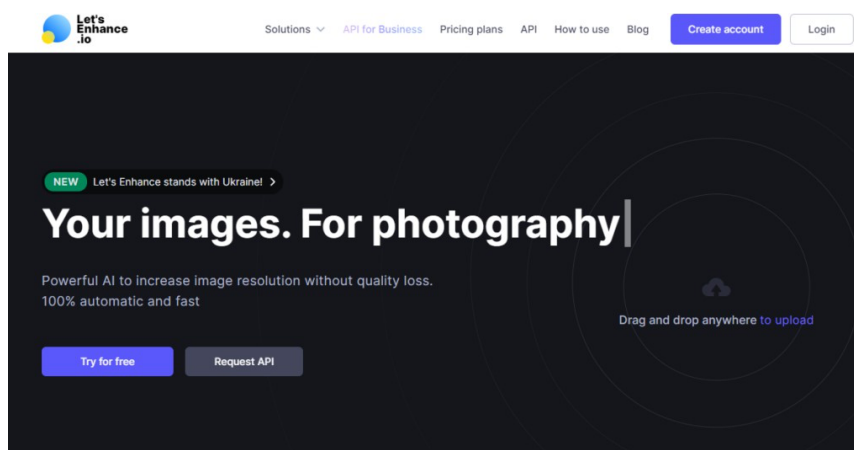 Let's
Enhance
.io
Solutions API for Business Pricing plans API How to use Blog Create account Login
NEW Let's Enhance stands with Ukraine!
Your images. For photography
Powerful AI to increase image resolution without quality loss.
100% automatic and fast
Drag and drop anywhere to upload
Try for free Request API